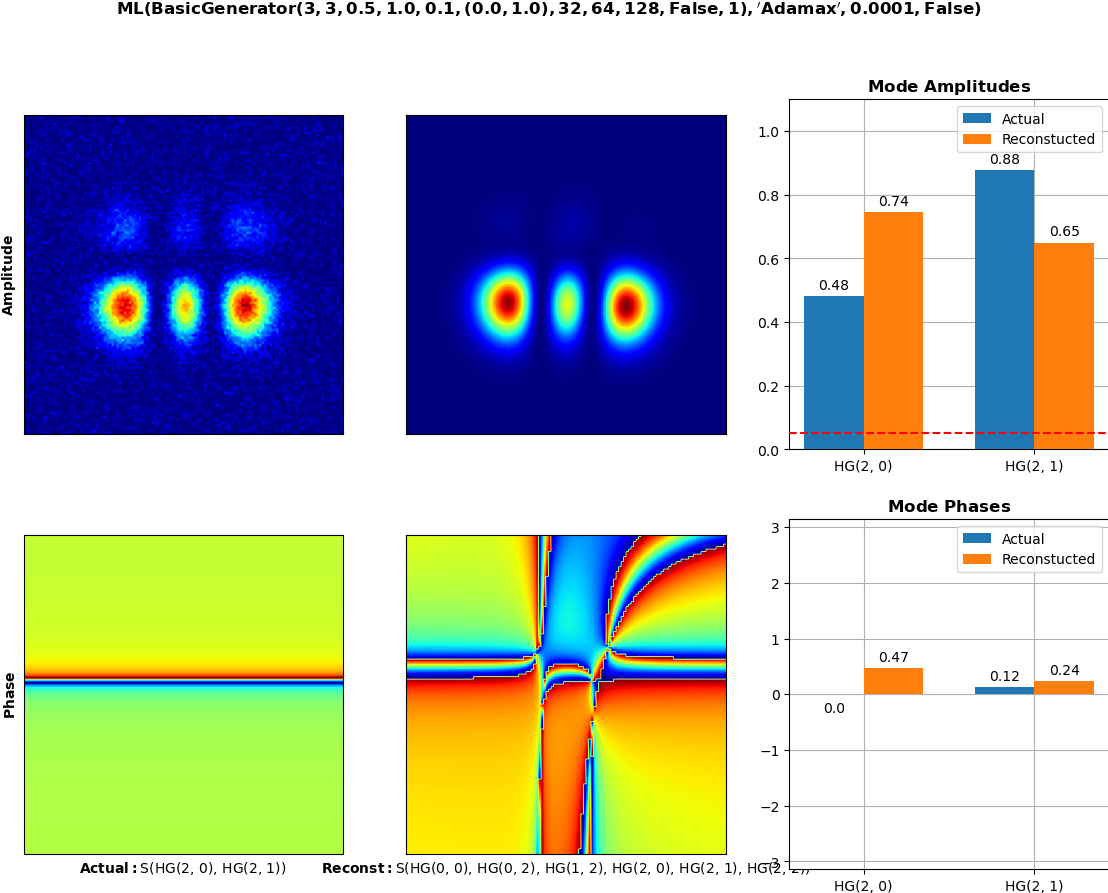 ML(BasicGenerator(3, 3, 0.5, 1.0, 0.1, (0.0, 1.0), 32, 64, 128, False, 1), ′Adamax′, 0.0001, False)
Mode Amplitudes
Amplitude
1.0
0.8
0.6
0.4
0.2
0.0
Actual
Reconstucted
0.48
0.74
0.88
0.65
HG(2, 0)
HG(2, 1)
Mode Phases
Phase
3
2
1
0
−1
−2
−3
Actual
Reconstucted
0.0
0.47
0.12
0.24
HG(2, 0)
HG(2, 1)
Actual: S(HG(2, 0), HG(2, 1))
Reconst: S(HG(0, 0), HG(0, 2), HG(1, 2), HG(2, 0), HG(2, 1), HG(2, 2))